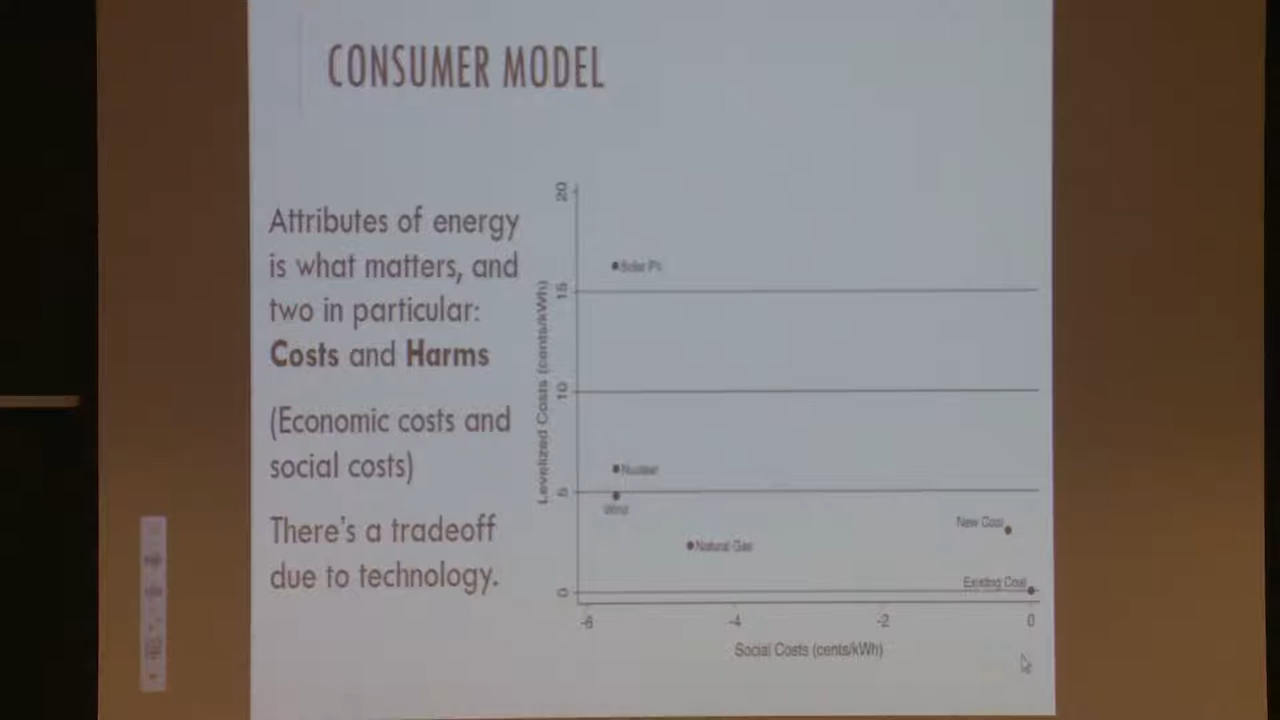 CONSUMER MODEL
Attributes of energy
is what matters, and
two in particular:
Costs and Harms
(Economic costs and
social costs)
There's a tradeoff
due to technology.
Levelized Costs (cents/kWh)
20
15
10
5
0
Solar PV
Nuclear
Wind
Natural Gas
New Coal
Existing Coal
-6
-4
-2
0
Social Costs (cents/kWh)